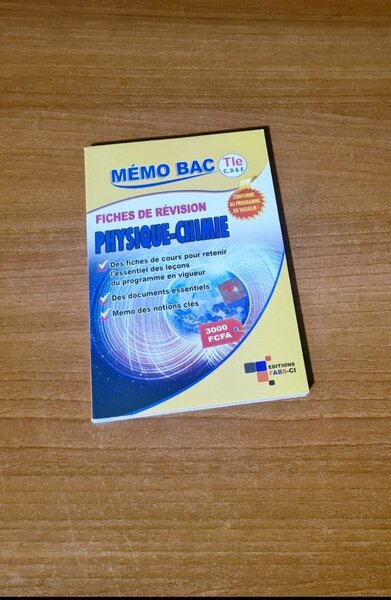 MÉMO BAC
Tle
C, D & E
CONFORME
AU PROGRAMME
EN VIGUEUR !
FICHES DE RÉVISION
PHYSIQUE-CHIMIE
Des fiches de cours pour retenir
l'essentiel des leçons
du programme en vigueur
Des documents essentiels
Memo des notions clés
3000
FCFA
EDITIONS
FABS-CI